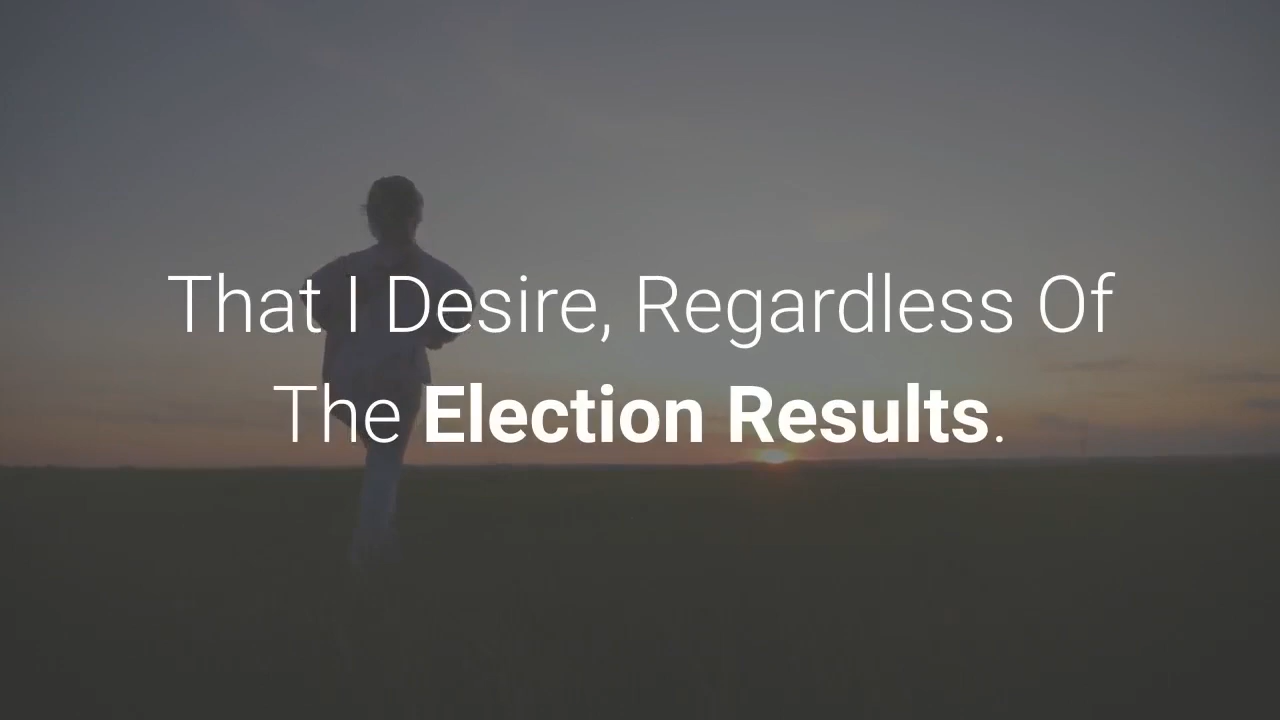 That I Desire, Regardless Of
The Election Results.